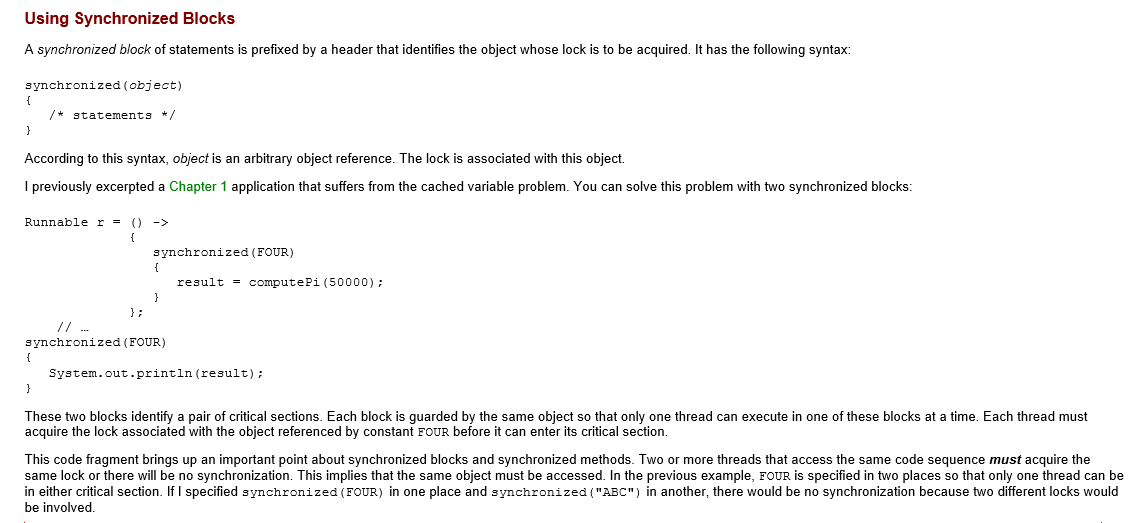 Using Synchronized Blocks
A synchronized block of statements is prefixed by a header that identifies the object whose lock is to be acquired. It has the following syntax:
synchronized(object)
{
   /* statements */
}
According to this syntax, object is an arbitrary object reference. The lock is associated with this object.
I previously excerpted a Chapter 1 application that suffers from the cached variable problem. You can solve this problem with two synchronized blocks:
Runnable r = () ->
             {
                synchronized(FOUR)
                {
                   result = computePi(50000);
                }
             };
    // …
synchronized(FOUR)
{
   System.out.println(result);
}
These two blocks identify a pair of critical sections. Each block is guarded by the same object so that only one thread can execute in one of these blocks at a time. Each thread must
acquire the lock associated with the object referenced by constant FOUR before it can enter its critical section.
This code fragment brings up an important point about synchronized blocks and synchronized methods. Two or more threads that access the same code sequence must acquire the
same lock or there will be no synchronization. This implies that the same object must be accessed. In the previous example, FOUR is specified in two places so that only one thread can be
in either critical section. If I specified synchronized(FOUR) in one place and synchronized("ABC") in another, there would be no synchronization because two different locks would
be involved.